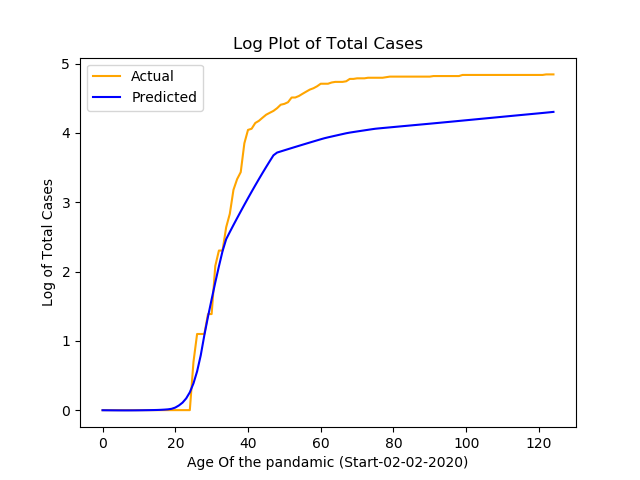 Log Plot of Total Cases
Actual
Predicted
5
4
3
2
1
0
Log of Total Cases
0 20 40 60 80 100 120
Age Of the pandamic (Start-02-02-2020)